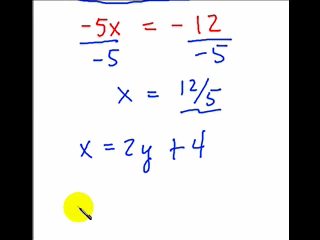 -5x = -12
-5 -5
x = 12/5
x = 2y + 4